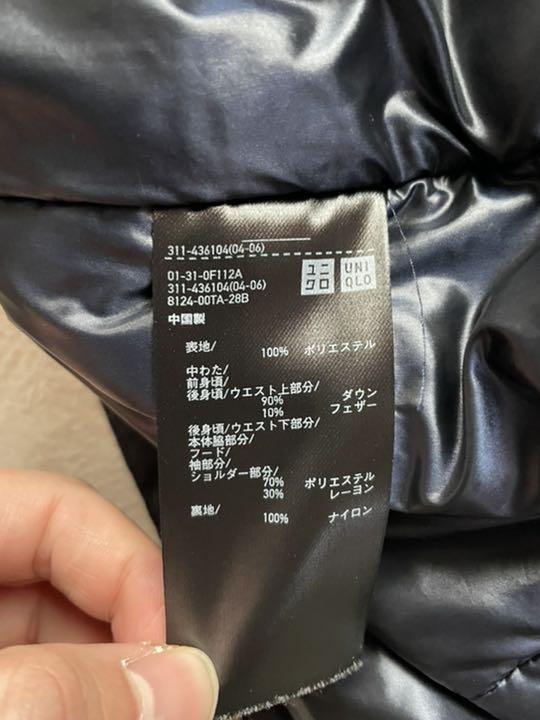 311-436104(04-06)
01-31-0F112A
311-436104(04-06)
8124-00TA-28B
ユニクロ
UNIQLO
中国製
表地/
100% ポリエステル
中わた/
前身頃/
後身頃/ウエスト上部分/
90% ダウン
10% フェザー
後身頃/ウエスト下部分/
本体脇部分/
フード/
袖部分/
ショルダー部分/
70% ポリエステル
30% レーヨン
裏地/
100% ナイロン